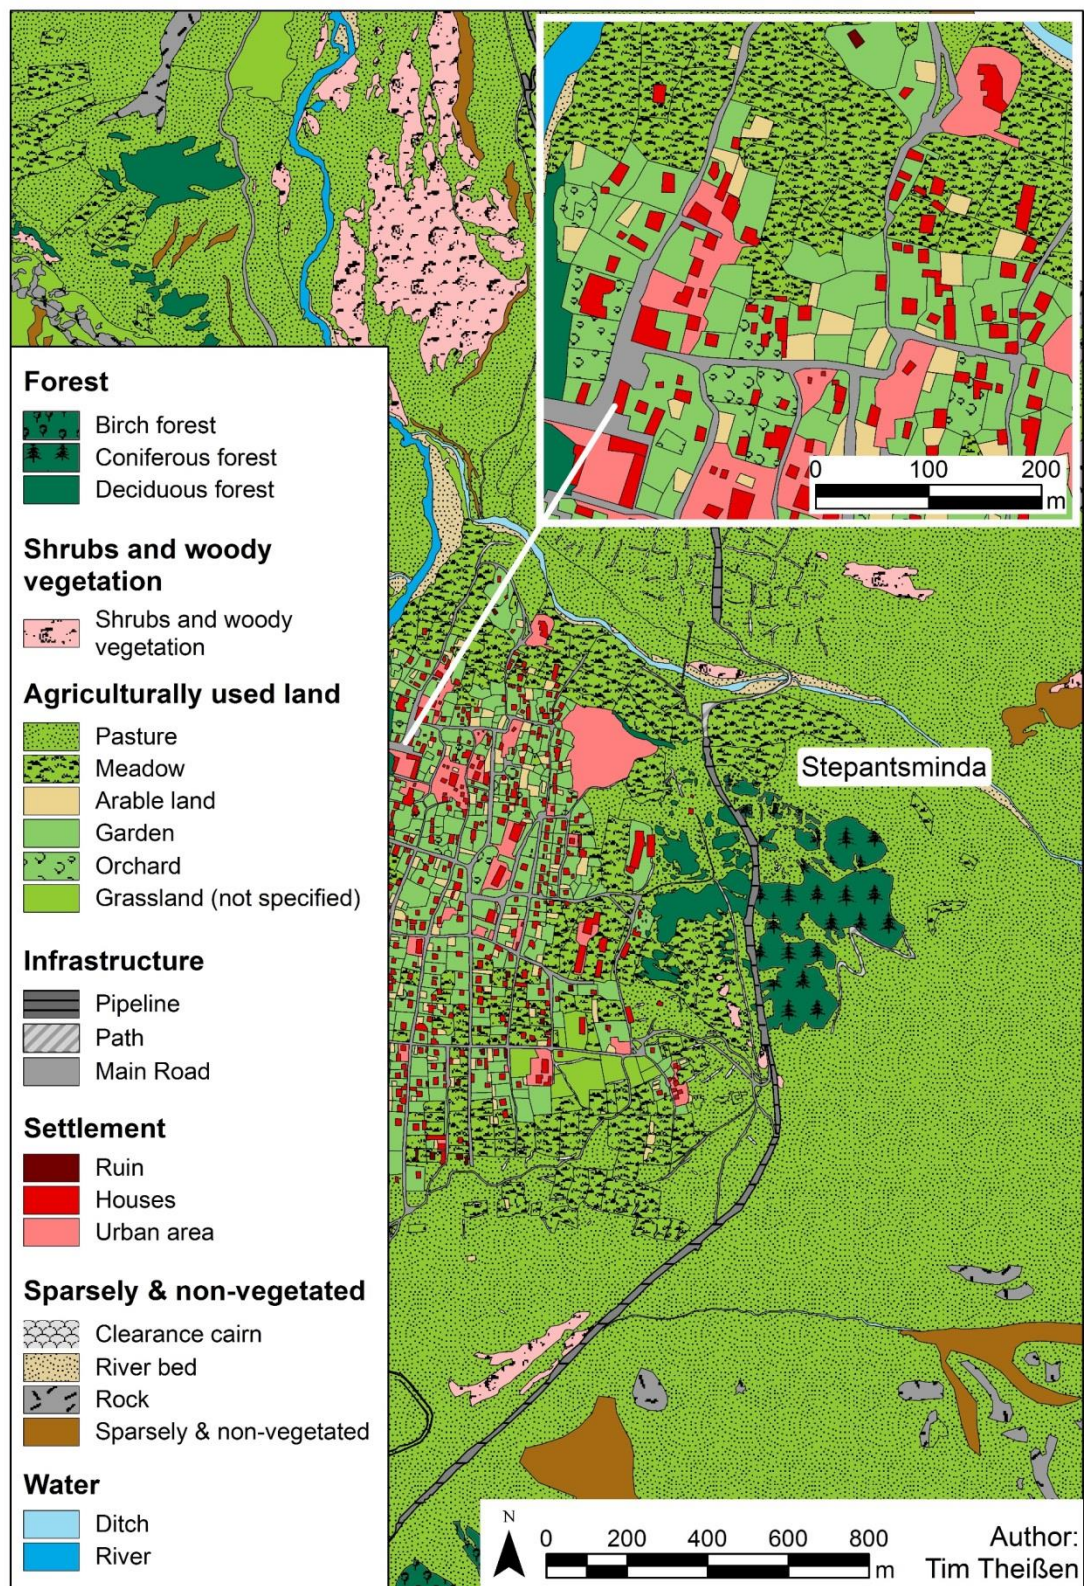 Forest
Birch forest
Coniferous forest
Deciduous forest
Shrubs and woody
vegetation
Shrubs and woody
vegetation
Agriculturally used land
Pasture
Meadow
Arable land
Garden
Orchard
Grassland (not specified)
Infrastructure
Pipeline
Path
Main Road
Settlement
Ruin
Houses
Urban area
Sparsely & non-vegetated
Clearance cairn
River bed
Rock
Sparsely & non-vegetated
Water
Ditch
River
0 100 200
m
Stepantsminda
N
0 200 400 600 800
m
Author:
Tim Theißen